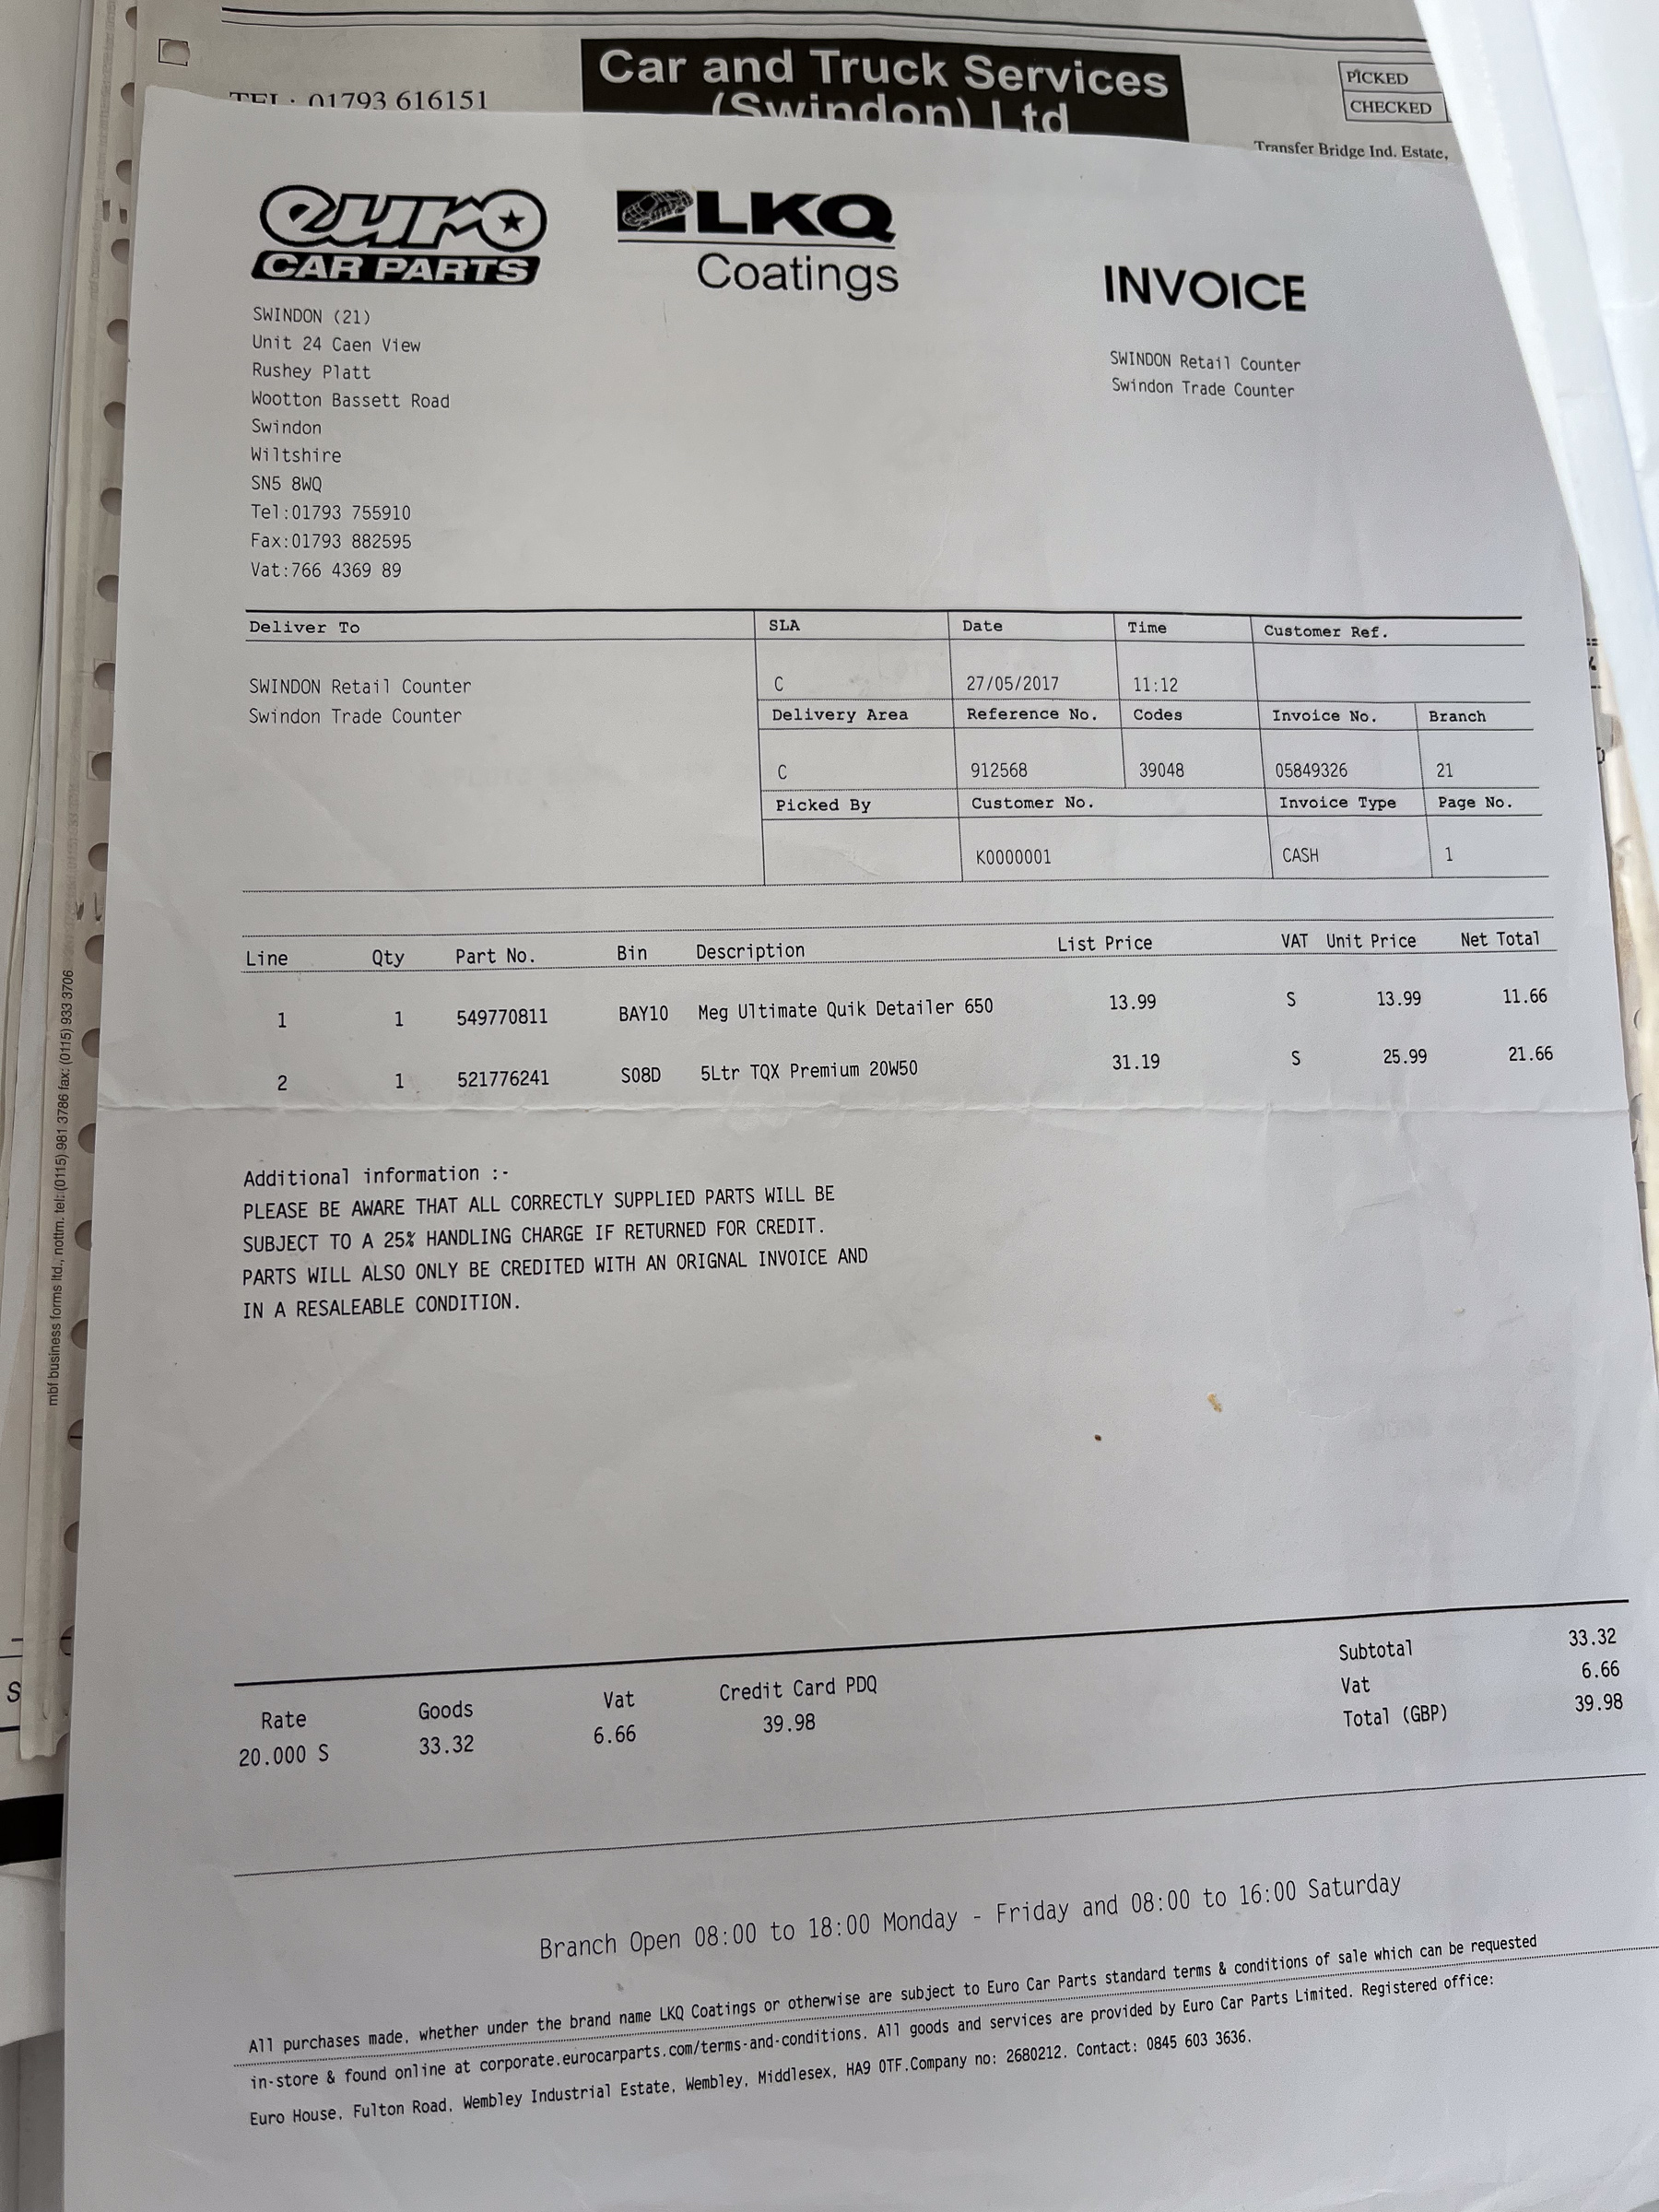 Car and Truck Services
(Swindon) Ltd
TEL: 01793 616151
PICKED
CHECKED
Transfer Bridge Ind. Estate,
euro
CAR PARTS
LKQ
Coatings
INVOICE
SWINDON (21)
Unit 24 Caen View
Rushey Platt
Wootton Bassett Road
Swindon
Wiltshire
SN5 8WQ
Tel:01793 755910
Fax:01793 882595
Vat:766 4369 89
SWINDON Retail Counter
Swindon Trade Counter
Deliver To SLA Date Time Customer Ref.
SWINDON Retail Counter C 27/05/2017 11:12
Swindon Trade Counter Delivery Area Reference No. Codes Invoice No. Branch
C 912568 39048 05849326 21
Picked By Customer No. Invoice Type Page No.
K0000001 CASH 1
Line Qty Part No. Bin Description List Price VAT Unit Price Net Total
1 1 549770811 BAY10 Meg Ultimate Quik Detailer 650 13.99 S 13.99 11.66
2 1 521776241 S08D 5Ltr TQX Premium 20W50 31.19 S 25.99 21.66
Additional information :-
PLEASE BE AWARE THAT ALL CORRECTLY SUPPLIED PARTS WILL BE
SUBJECT TO A 25% HANDLING CHARGE IF RETURNED FOR CREDIT.
PARTS WILL ALSO ONLY BE CREDITED WITH AN ORIGNAL INVOICE AND
IN A RESALEABLE CONDITION.
Rate Goods Vat Credit Card PDQ
20.000 S 33.32 6.66 39.98
Subtotal 33.32
Vat 6.66
Total (GBP) 39.98
Branch Open 08:00 to 18:00 Monday - Friday and 08:00 to 16:00 Saturday
All purchases made, whether under the brand name LKQ Coatings or otherwise are subject to Euro Car Parts standard terms & conditions of sale which can be requested
in-store & found online at corporate.eurocarparts.com/terms-and-conditions. All goods and services are provided by Euro Car Parts Limited. Registered office:
Euro House, Fulton Road, Wembley Industrial Estate, Wembley, Middlesex, HA9 0TF.Company no: 2680212. Contact: 0845 603 3636.
mbf business forms ltd., nottm. tel: (0115) 981 3786 fax: (0115) 933 3706
S